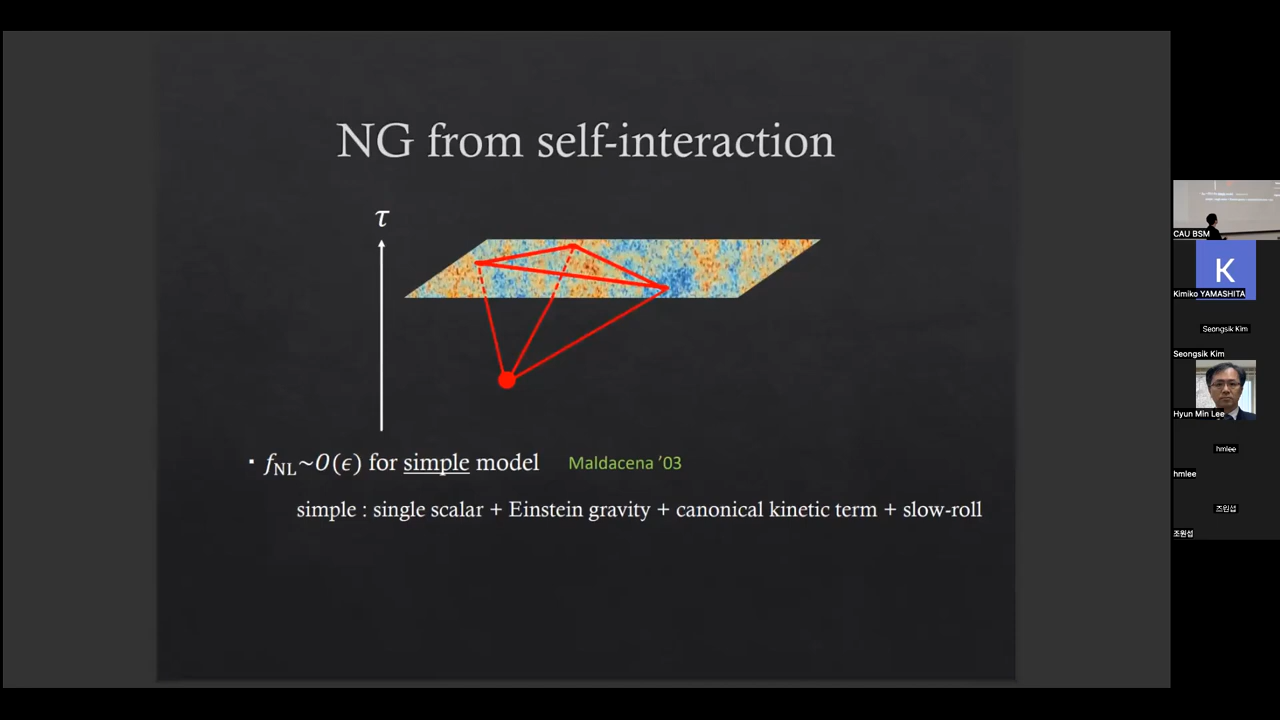 NG from self-interaction
τ
▪ f_NL~O(ϵ) for simple model Maldacena ’03
simple : single scalar + Einstein gravity + canonical kinetic term + slow-roll
CAU BSM
K
Kimiko YAMASHITA
Seongsik Kim
Seongsik Kim
Hyun Min Lee
hmlee
hmlee
조원섭
조원섭